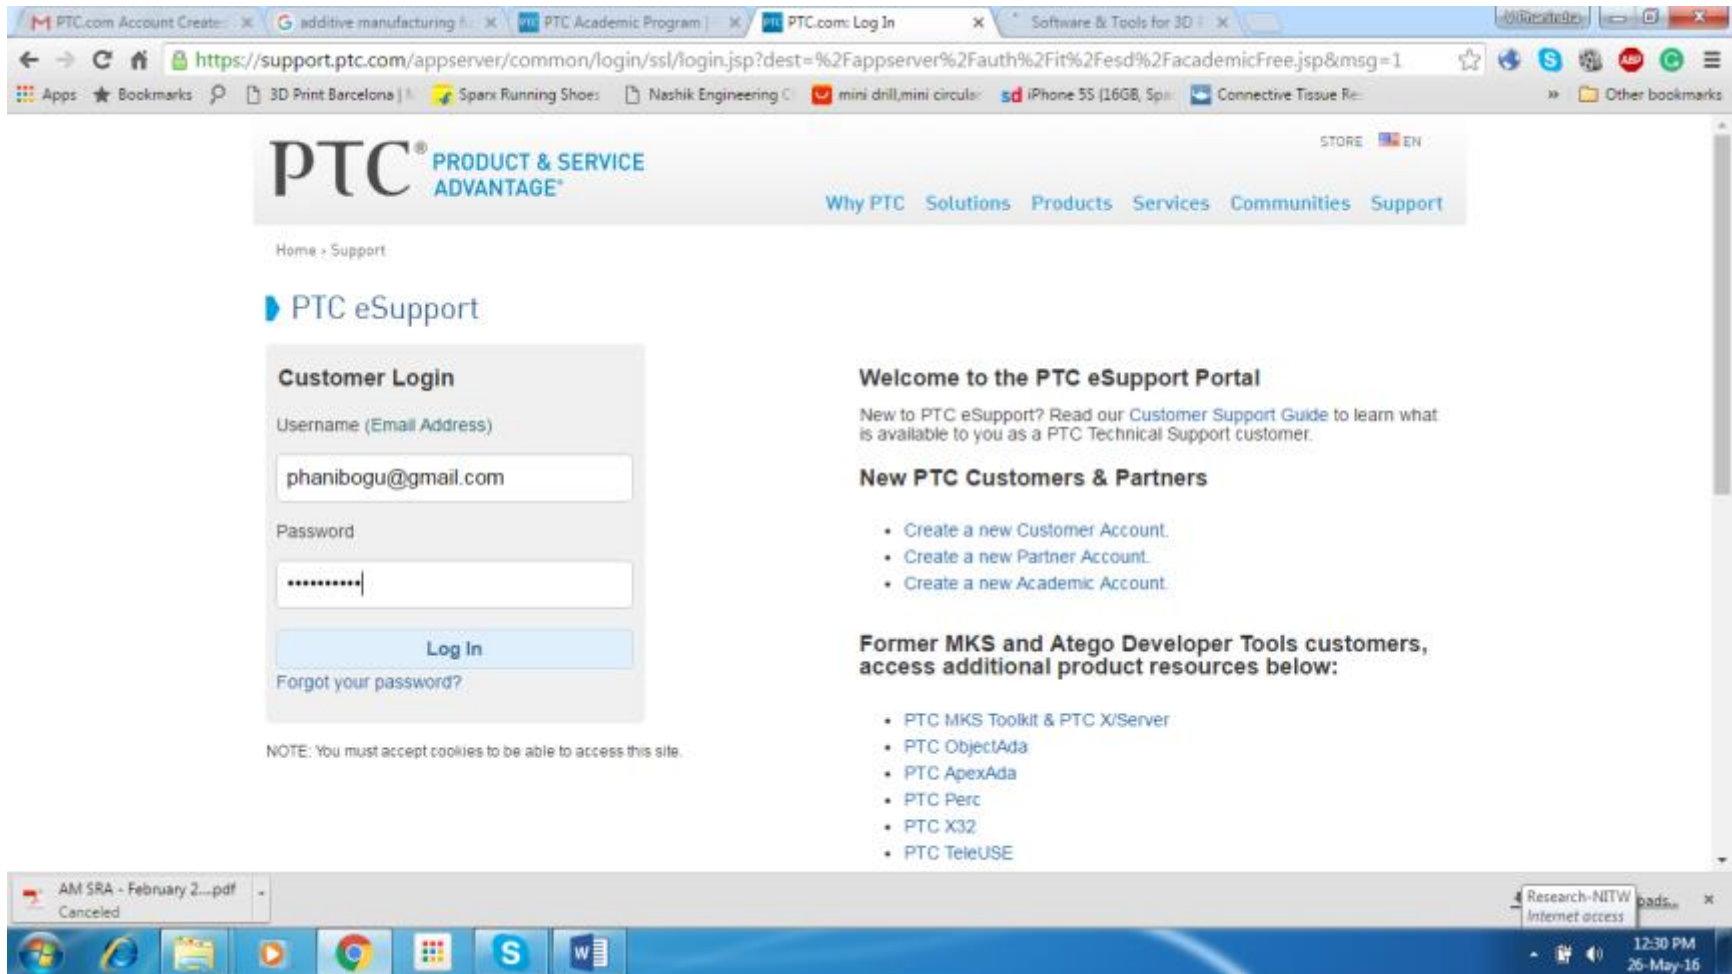 PTC.com Account Create
additive manufacturing
PTC Academic Program |
PTC.com: Log In
Software & Tools for 3D
https://support.ptc.com/appserver/common/login/ssl/login.jsp?dest=%2Fappserver%2Fauth%2Fit%2Fesd%2FacademicFree.jsp&msg=1
Apps
Bookmarks
3D Print Barcelona |
Sparx Running Shoes
Nashik Engineering C
mini drill,mini circular
sd iPhone 5S (16GB, Spa
Connective Tissue Re
»
Other bookmarks
PTC® PRODUCT & SERVICE
ADVANTAGE®
STORE EN
Why PTC Solutions Products Services Communities Support
Home › Support
PTC eSupport
Customer Login
Username (Email Address)
phanibogu@gmail.com
Password
••••••••••
Log In
Forgot your password?
NOTE: You must accept cookies to be able to access this site.
Welcome to the PTC eSupport Portal
New to PTC eSupport? Read our Customer Support Guide to learn what
is available to you as a PTC Technical Support customer.
New PTC Customers & Partners
• Create a new Customer Account.
• Create a new Partner Account.
• Create a new Academic Account.
Former MKS and Atego Developer Tools customers,
access additional product resources below:
• PTC MKS Toolkit & PTC X/Server
• PTC ObjectAda
• PTC ApexAda
• PTC Perc
• PTC X32
• PTC TeleUSE
AM SRA - February 2....pdf
Canceled
Research-NITW
Internet access
12:30 PM
26-May-16